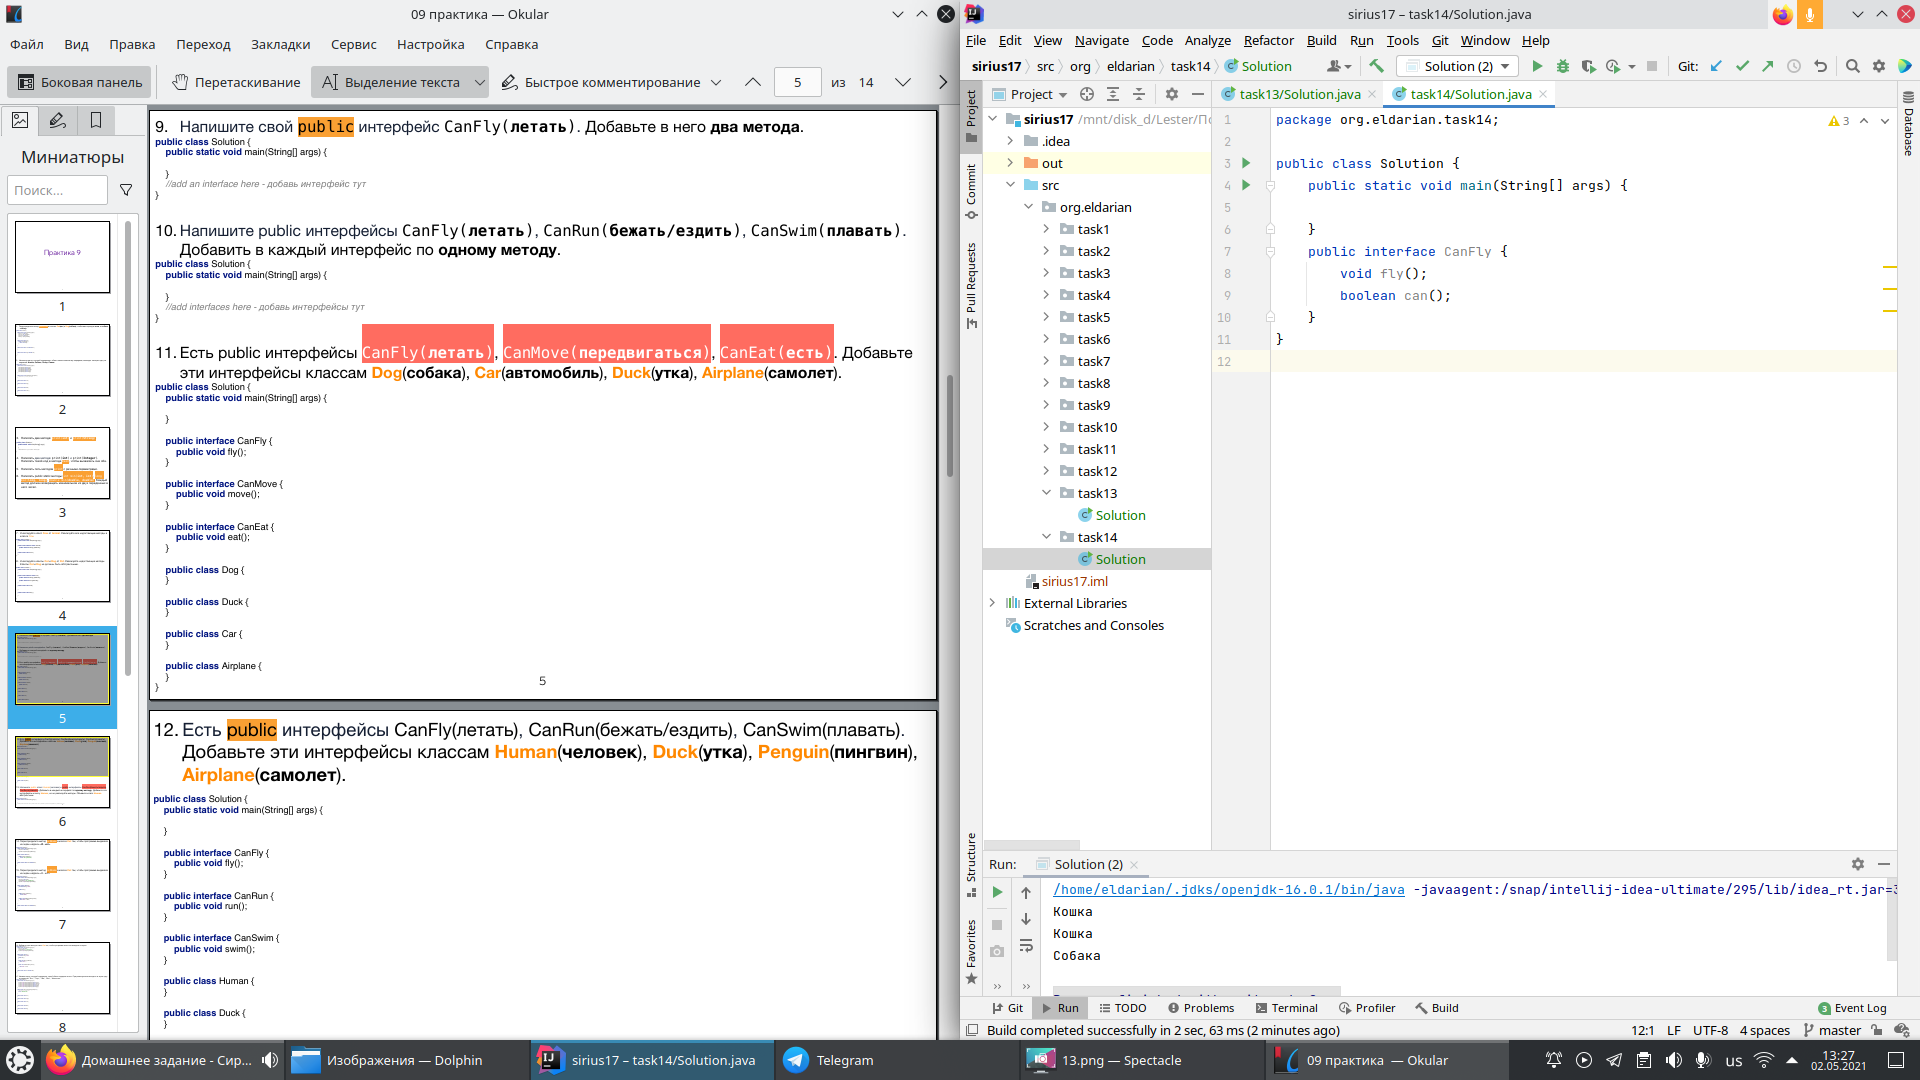 09 практика — Okular
Файл Вид Правка Переход Закладки Сервис Настройка Справка
Боковая панель Перетаскивание Выделение текста Быстрое комментирование 5 из 14
Миниатюры
Поиск...
Практика 9
1
2
3
4
5
6
7
8
9. Напишите свой public интерфейс CanFly(летать). Добавьте в него два метода.
public class Solution {
public static void main(String[] args) {
}
//add an interface here - добавь интерфейс тут
}
10. Напишите public интерфейсы CanFly(летать), CanRun(бежать/ездить), CanSwim(плавать).
Добавить в каждый интерфейс по одному методу.
public class Solution {
public static void main(String[] args) {
}
//add interfaces here - добавь интерфейсы тут
}
11. Есть public интерфейсы CanFly(летать), CanMove(передвигаться), CanEat(есть). Добавьте
эти интерфейсы классам Dog(собака), Car(автомобиль), Duck(утка), Airplane(самолет).
public class Solution {
public static void main(String[] args) {
}
public interface CanFly {
public void fly();
}
public interface CanMove {
public void move();
}
public interface CanEat {
public void eat();
}
public class Dog {
}
public class Duck {
}
public class Car {
}
public class Airplane {
}
}
5
12. Есть public интерфейсы CanFly(летать), CanRun(бежать/ездить), CanSwim(плавать).
Добавьте эти интерфейсы классам Human(человек), Duck(утка), Penguin(пингвин),
Airplane(самолет).
public class Solution {
public static void main(String[] args) {
}
public interface CanFly {
public void fly();
}
public interface CanRun {
public void run();
}
public interface CanSwim {
public void swim();
}
public class Human {
}
public class Duck {
}
sirius17 – task14/Solution.java
File Edit View Navigate Code Analyze Refactor Build Run Tools Git Window Help
sirius17 src org eldarian task14 Solution Solution (2) Git:
Project task13/Solution.java task14/Solution.java
Project
Commit
Pull Requests
Structure
Favorites
Database
sirius17 /mnt/disk_d/Lester/По
.idea
out
src
org.eldarian
task1
task2
task3
task4
task5
task6
task7
task8
task9
task10
task11
task12
task13
Solution
task14
Solution
sirius17.iml
External Libraries
Scratches and Consoles
3
1 package org.eldarian.task14;
2
3 public class Solution {
4 public static void main(String[] args) {
5
6 }
7 public interface CanFly {
8 void fly();
9 boolean can();
10 }
11 }
12
Run: Solution (2)
/home/eldarian/.jdks/openjdk-16.0.1/bin/java -javaagent:/snap/intellij-idea-ultimate/295/lib/idea_rt.jar=3
Кошка
Кошка
Собака
Git Run TODO Problems Terminal Profiler Build 3 Event Log
Build completed successfully in 2 sec, 63 ms (2 minutes ago) 12:1 LF UTF-8 4 spaces master
Домашнее задание - Сир... Изображения — Dolphin sirius17 – task14/Solution.java Telegram 13.png — Spectacle 09 практика — Okular us 13:27
02.05.2021